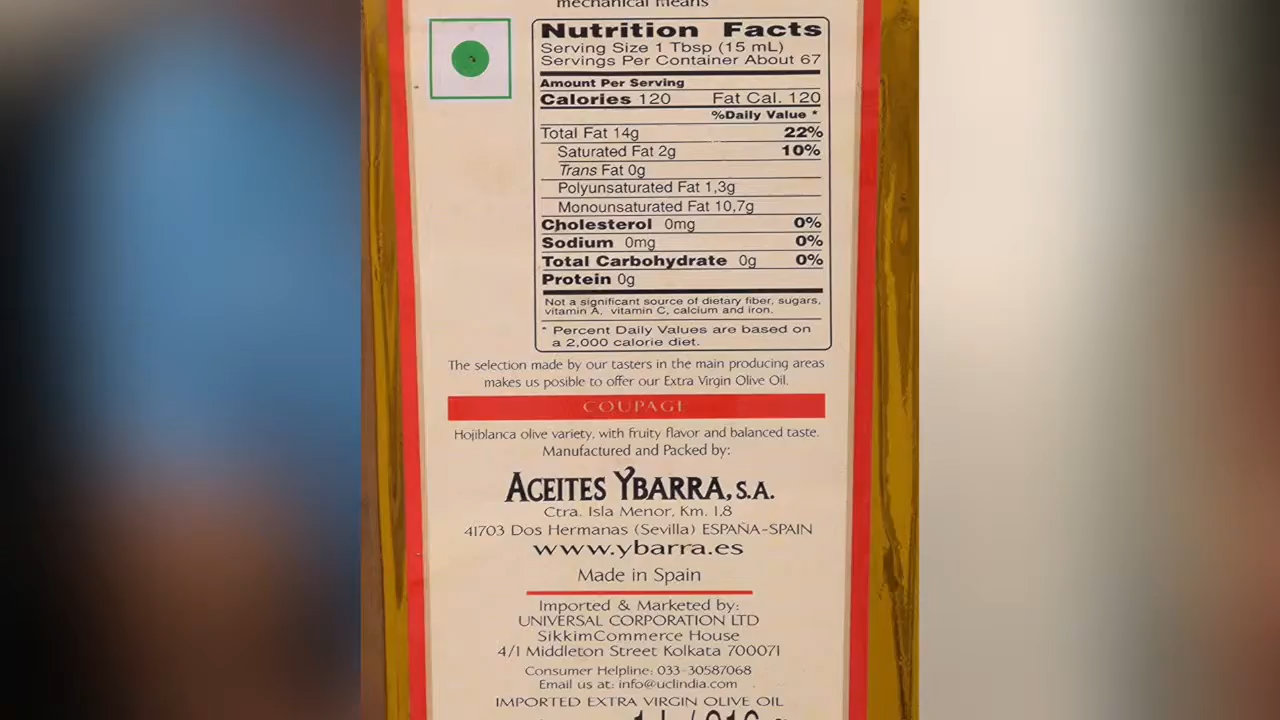 mechanical means
Nutrition Facts
Serving Size 1 Tbsp (15 mL)
Servings Per Container About 67
Amount Per Serving
Calories 120 Fat Cal. 120
%Daily Value *
Total Fat 14g 22%
Saturated Fat 2g 10%
Trans Fat 0g
Polyunsaturated Fat 1,3g
Monounsaturated Fat 10,7g
Cholesterol 0mg 0%
Sodium 0mg 0%
Total Carbohydrate 0g 0%
Protein 0g
Not a significant source of dietary fiber, sugars,
vitamin A, vitamin C, calcium and iron.
* Percent Daily Values are based on
a 2,000 calorie diet.
The selection made by our tasters in the main producing areas
makes us posible to offer our Extra Virgin Olive Oil.
COUPAGE
Hojiblanca olive variety, with fruity flavor and balanced taste.
Manufactured and Packed by:
ACEITES YBARRA, S.A.
Ctra. Isla Menor, Km. 1.8
41703 Dos Hermanas (Sevilla) ESPAÑA-SPAIN
www.ybarra.es
Made in Spain
Imported & Marketed by:
UNIVERSAL CORPORATION LTD
SikkimCommerce House
4/1 Middleton Street Kolkata 700071
Consumer Helpline: 033-30587068
Email us at: info@uclindia.com
IMPORTED EXTRA VIRGIN OLIVE OIL